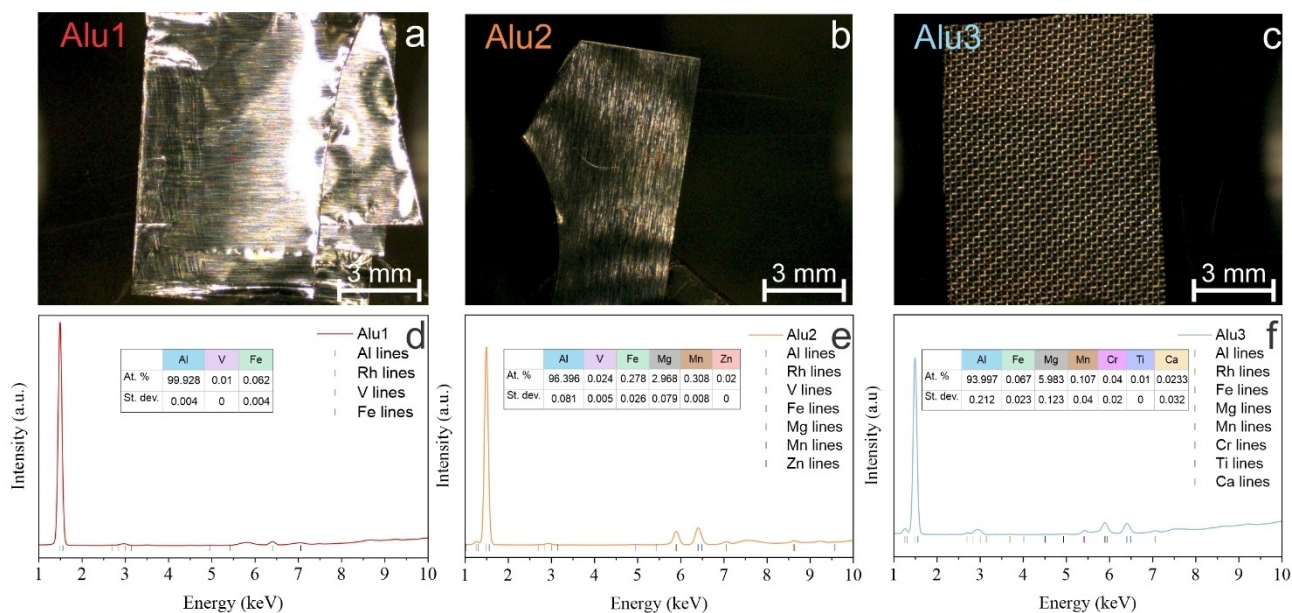 Alu1 a
3 mm
Alu2 b
3 mm
Alu3 c
3 mm
d
Intensity (a.u.)
Alu1
Al lines
Rh lines
V lines
Fe lines
Al V Fe
At. % 99.928 0.01 0.062
St. dev. 0.004 0 0.004
1 2 3 4 5 6 7 8 9 10
Energy (keV)
e
Intensity (a.u.)
Alu2
Al lines
Rh lines
V lines
Fe lines
Mg lines
Mn lines
Zn lines
Al V Fe Mg Mn Zn
At. % 96.396 0.024 0.278 2.968 0.308 0.02
St. dev. 0.081 0.005 0.026 0.079 0.008 0
1 2 3 4 5 6 7 8 9 10
Energy (keV)
f
Intensity (a.u)
Alu3
Al lines
Rh lines
Fe lines
Mg lines
Mn lines
Cr lines
Ti lines
Ca lines
Al Fe Mg Mn Cr Ti Ca
At. % 93.997 0.067 5.983 0.107 0.04 0.01 0.0233
St. dev. 0.212 0.023 0.123 0.04 0.02 0 0.032
1 2 3 4 5 6 7 8 9 10
Energy (keV)